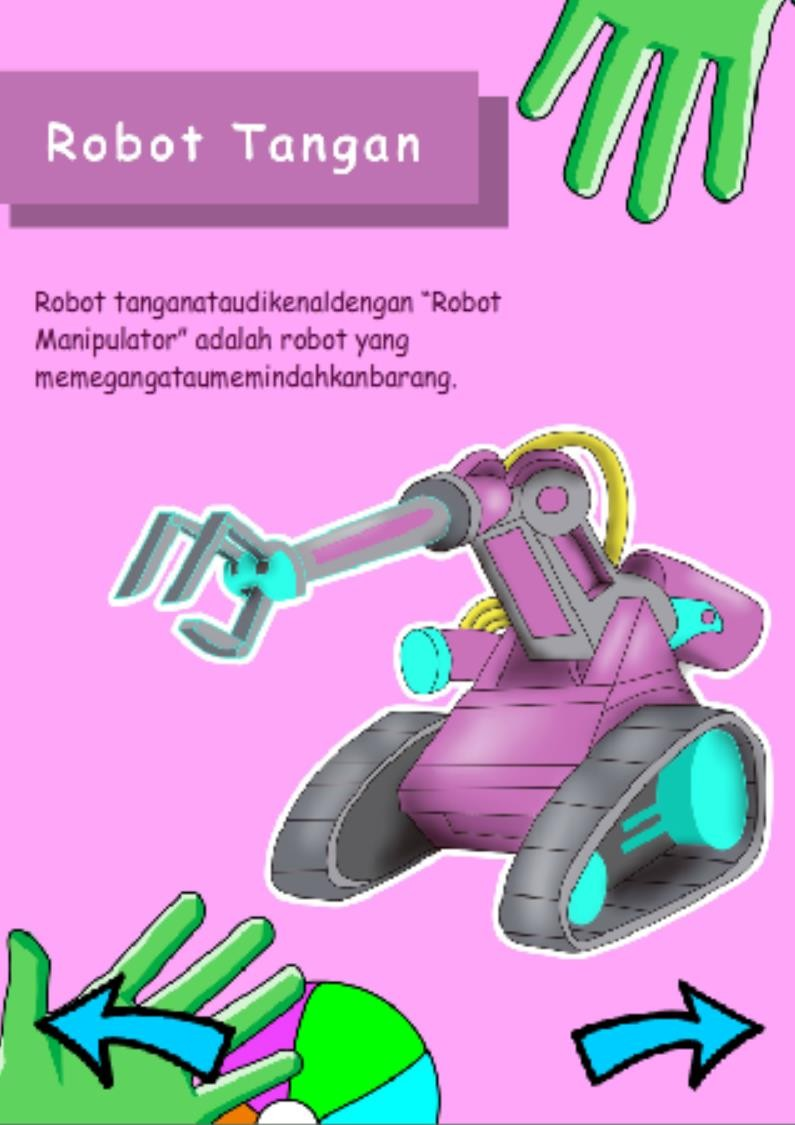 Robot Tangan
Robot tanganataudikenaldengan “Robot
Manipulator” adalah robot yang
memegangataumemindahkanbarang.